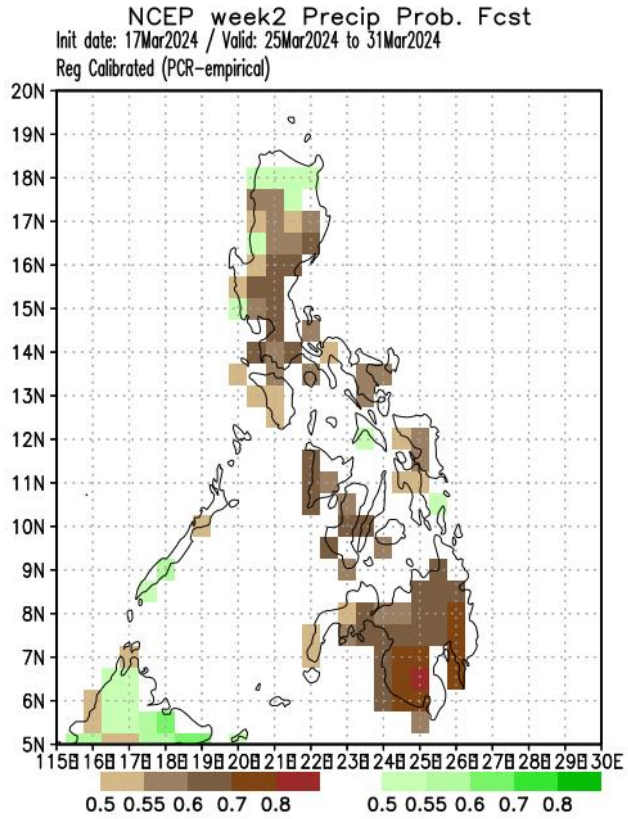 NCEP week2 Precip Prob. Fcst
Init date: 17Mar2024 / Valid: 25Mar2024 to 31Mar2024
Reg Calibrated (PCR-empirical)
20N
19N
18N
17N
16N
15N
14N
13N
12N
11N
10N
9N
8N
7N
6N
5N
115E 116E 117E 118E 119E 120E 121E 122E 123E 124E 125E 126E 127E 128E 129E 130E
0.5 0.55 0.6 0.7 0.8 0.5 0.55 0.6 0.7 0.8